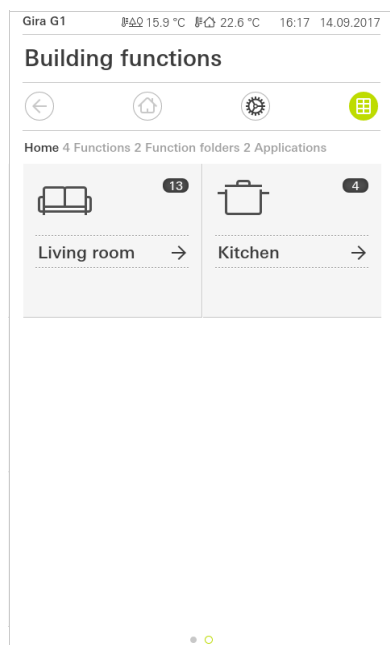 Gira G1 15.9 °C 22.6 °C 16:17 14.09.2017
Building functions
Home 4 Functions 2 Function folders 2 Applications
13 4
Living room Kitchen